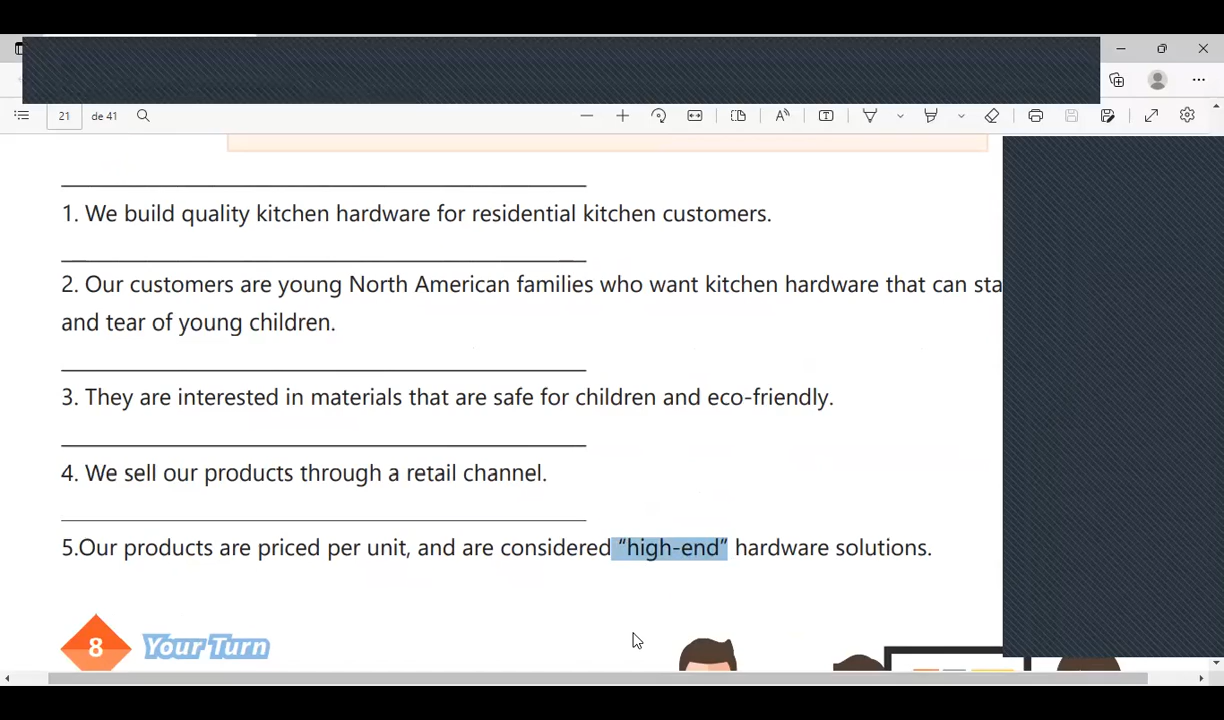 21 de 41
1. We build quality kitchen hardware for residential kitchen customers.
2. Our customers are young North American families who want kitchen hardware that can sta
and tear of young children.
3. They are interested in materials that are safe for children and eco-friendly.
4. We sell our products through a retail channel.
5.Our products are priced per unit, and are considered “high-end” hardware solutions.
8 Your Turn